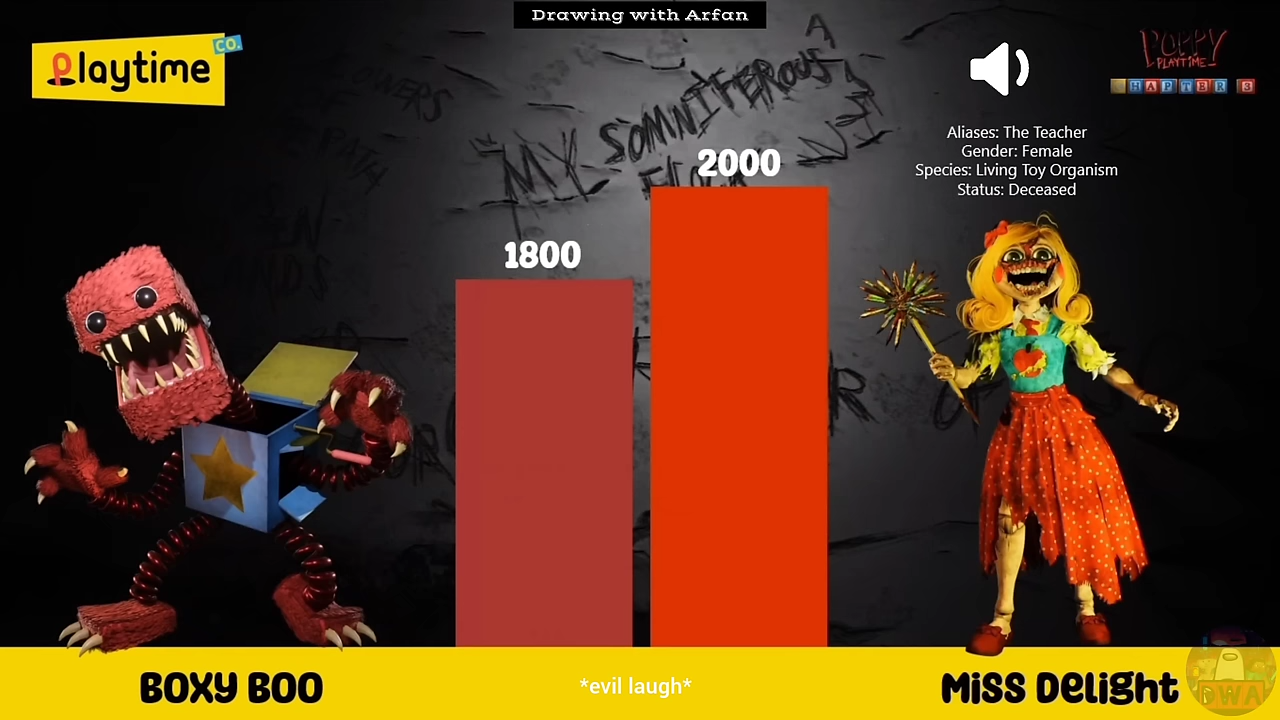 Drawing with Arfan
Playtime CO.
POPPY
PLAYTIME
CHAPTER 3
MY SOMNIFEROUS
A
Aliases: The Teacher
Gender: Female
Species: Living Toy Organism
Status: Deceased
2000
1800
BOXY BOO
*evil laugh*
Miss Delight
DWA